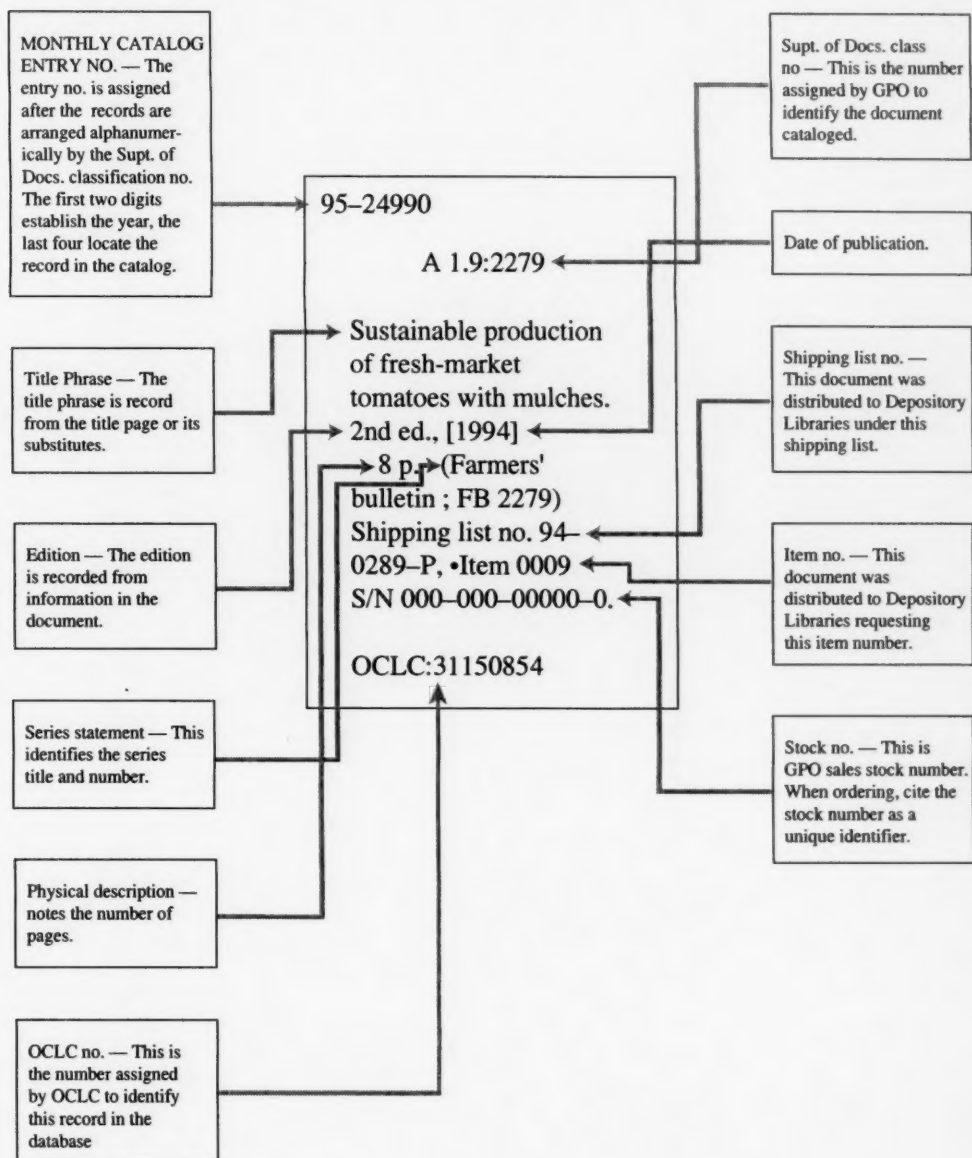 MONTHLY CATALOG
ENTRY NO. — The
entry no. is assigned
after the records are
arranged alphanumer-
ically by the Supt. of
Docs. classification no.
The first two digits
establish the year, the
last four locate the
record in the catalog.
Title Phrase — The
title phrase is record
from the title page or its
substitutes.
Edition — The edition
is recorded from
information in the
document.
Series statement — This
identifies the series
title and number.
Physical description —
notes the number of
pages.
OCLC no. — This is
the number assigned
by OCLC to identify
this record in the
database
95–24990
A 1.9:2279
Sustainable production
of fresh-market
tomatoes with mulches.
2nd ed., [1994]
8 p. (Farmers'
bulletin ; FB 2279)
Shipping list no. 94–
0289–P, •Item 0009
S/N 000–000–00000–0.
OCLC:31150854
Supt. of Docs. class
no — This is the number
assigned by GPO to
identify the document
cataloged.
Date of publication.
Shipping list no. —
This document was
distributed to Depository
Libraries under this
shipping list.
Item no. — This
document was
distributed to Depository
Libraries requesting
this item number.
Stock no. — This is
GPO sales stock number.
When ordering, cite the
stock number as a
unique identifier.